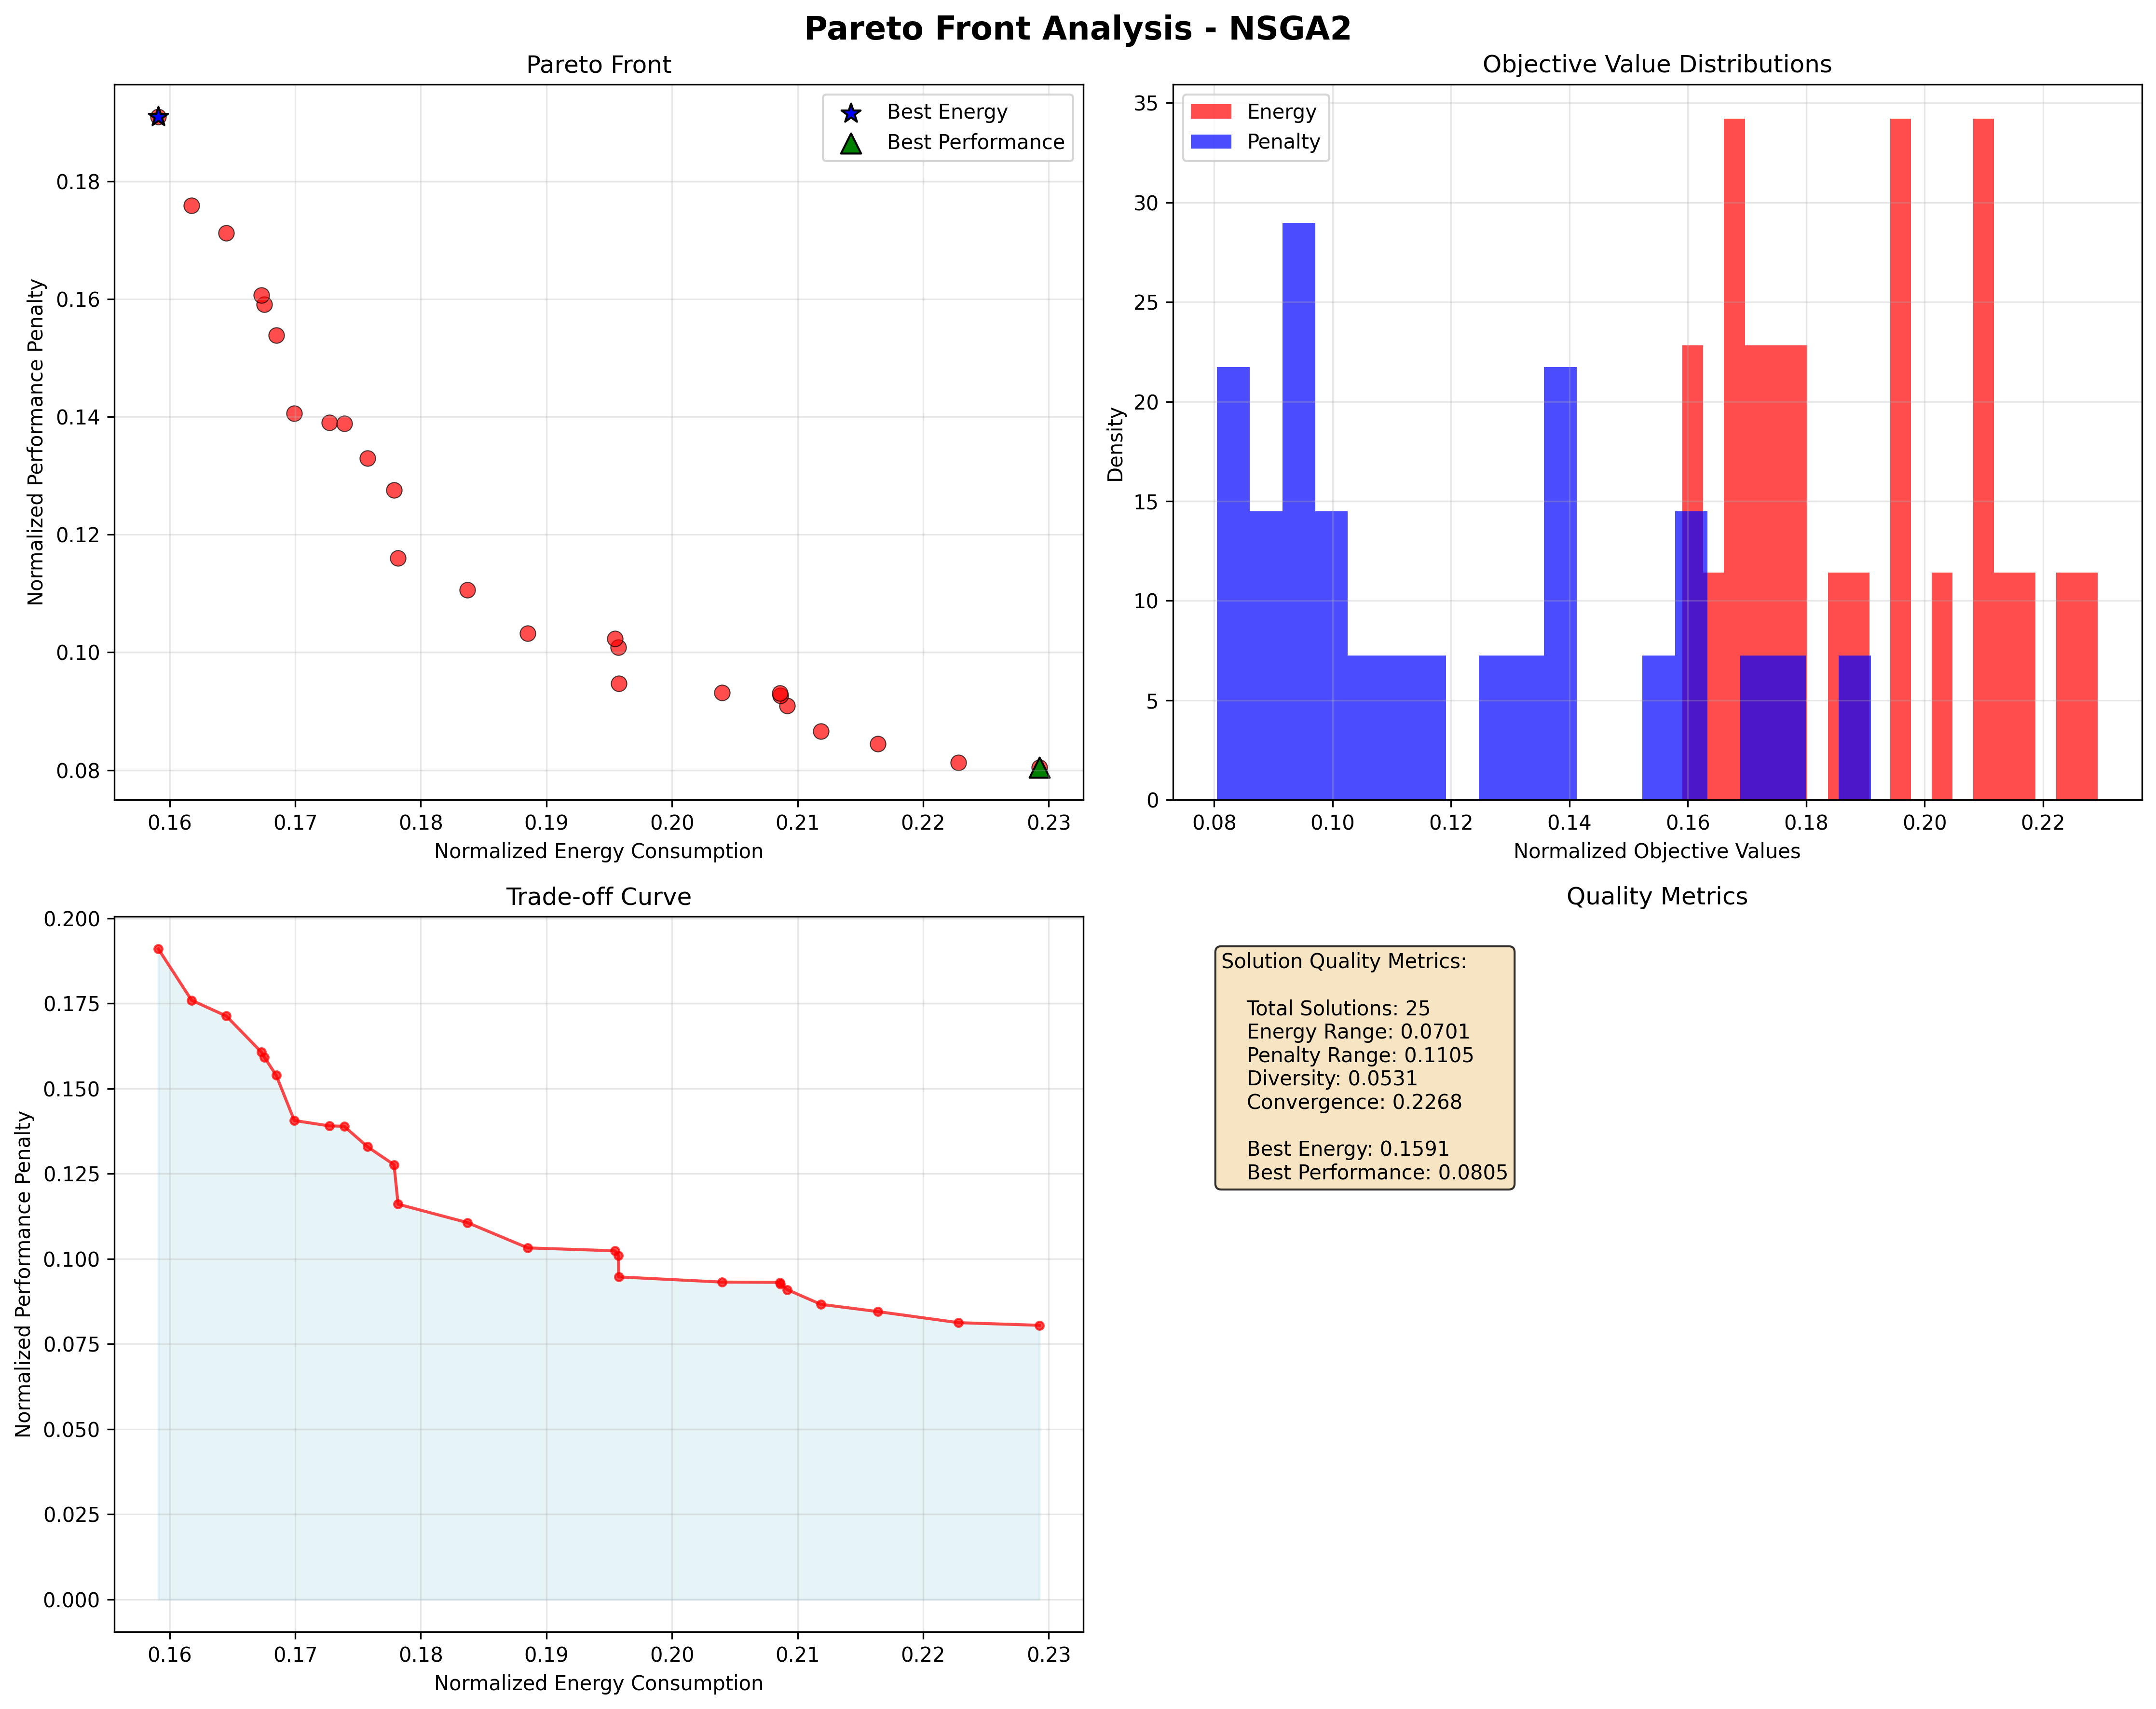 Pareto Front Analysis - NSGA2
Pareto Front
Best Energy
Best Performance
Normalized Performance Penalty
0.18
0.16
0.14
0.12
0.10
0.08
0.16 0.17 0.18 0.19 0.20 0.21 0.22 0.23
Normalized Energy Consumption
Objective Value Distributions
Energy
Penalty
Density
35
30
25
20
15
10
5
0
0.08 0.10 0.12 0.14 0.16 0.18 0.20 0.22
Normalized Objective Values
Trade-off Curve
Normalized Performance Penalty
0.200
0.175
0.150
0.125
0.100
0.075
0.050
0.025
0.000
0.16 0.17 0.18 0.19 0.20 0.21 0.22 0.23
Normalized Energy Consumption
Quality Metrics
Solution Quality Metrics:
Total Solutions: 25
Energy Range: 0.0701
Penalty Range: 0.1105
Diversity: 0.0531
Convergence: 0.2268
Best Energy: 0.1591
Best Performance: 0.0805